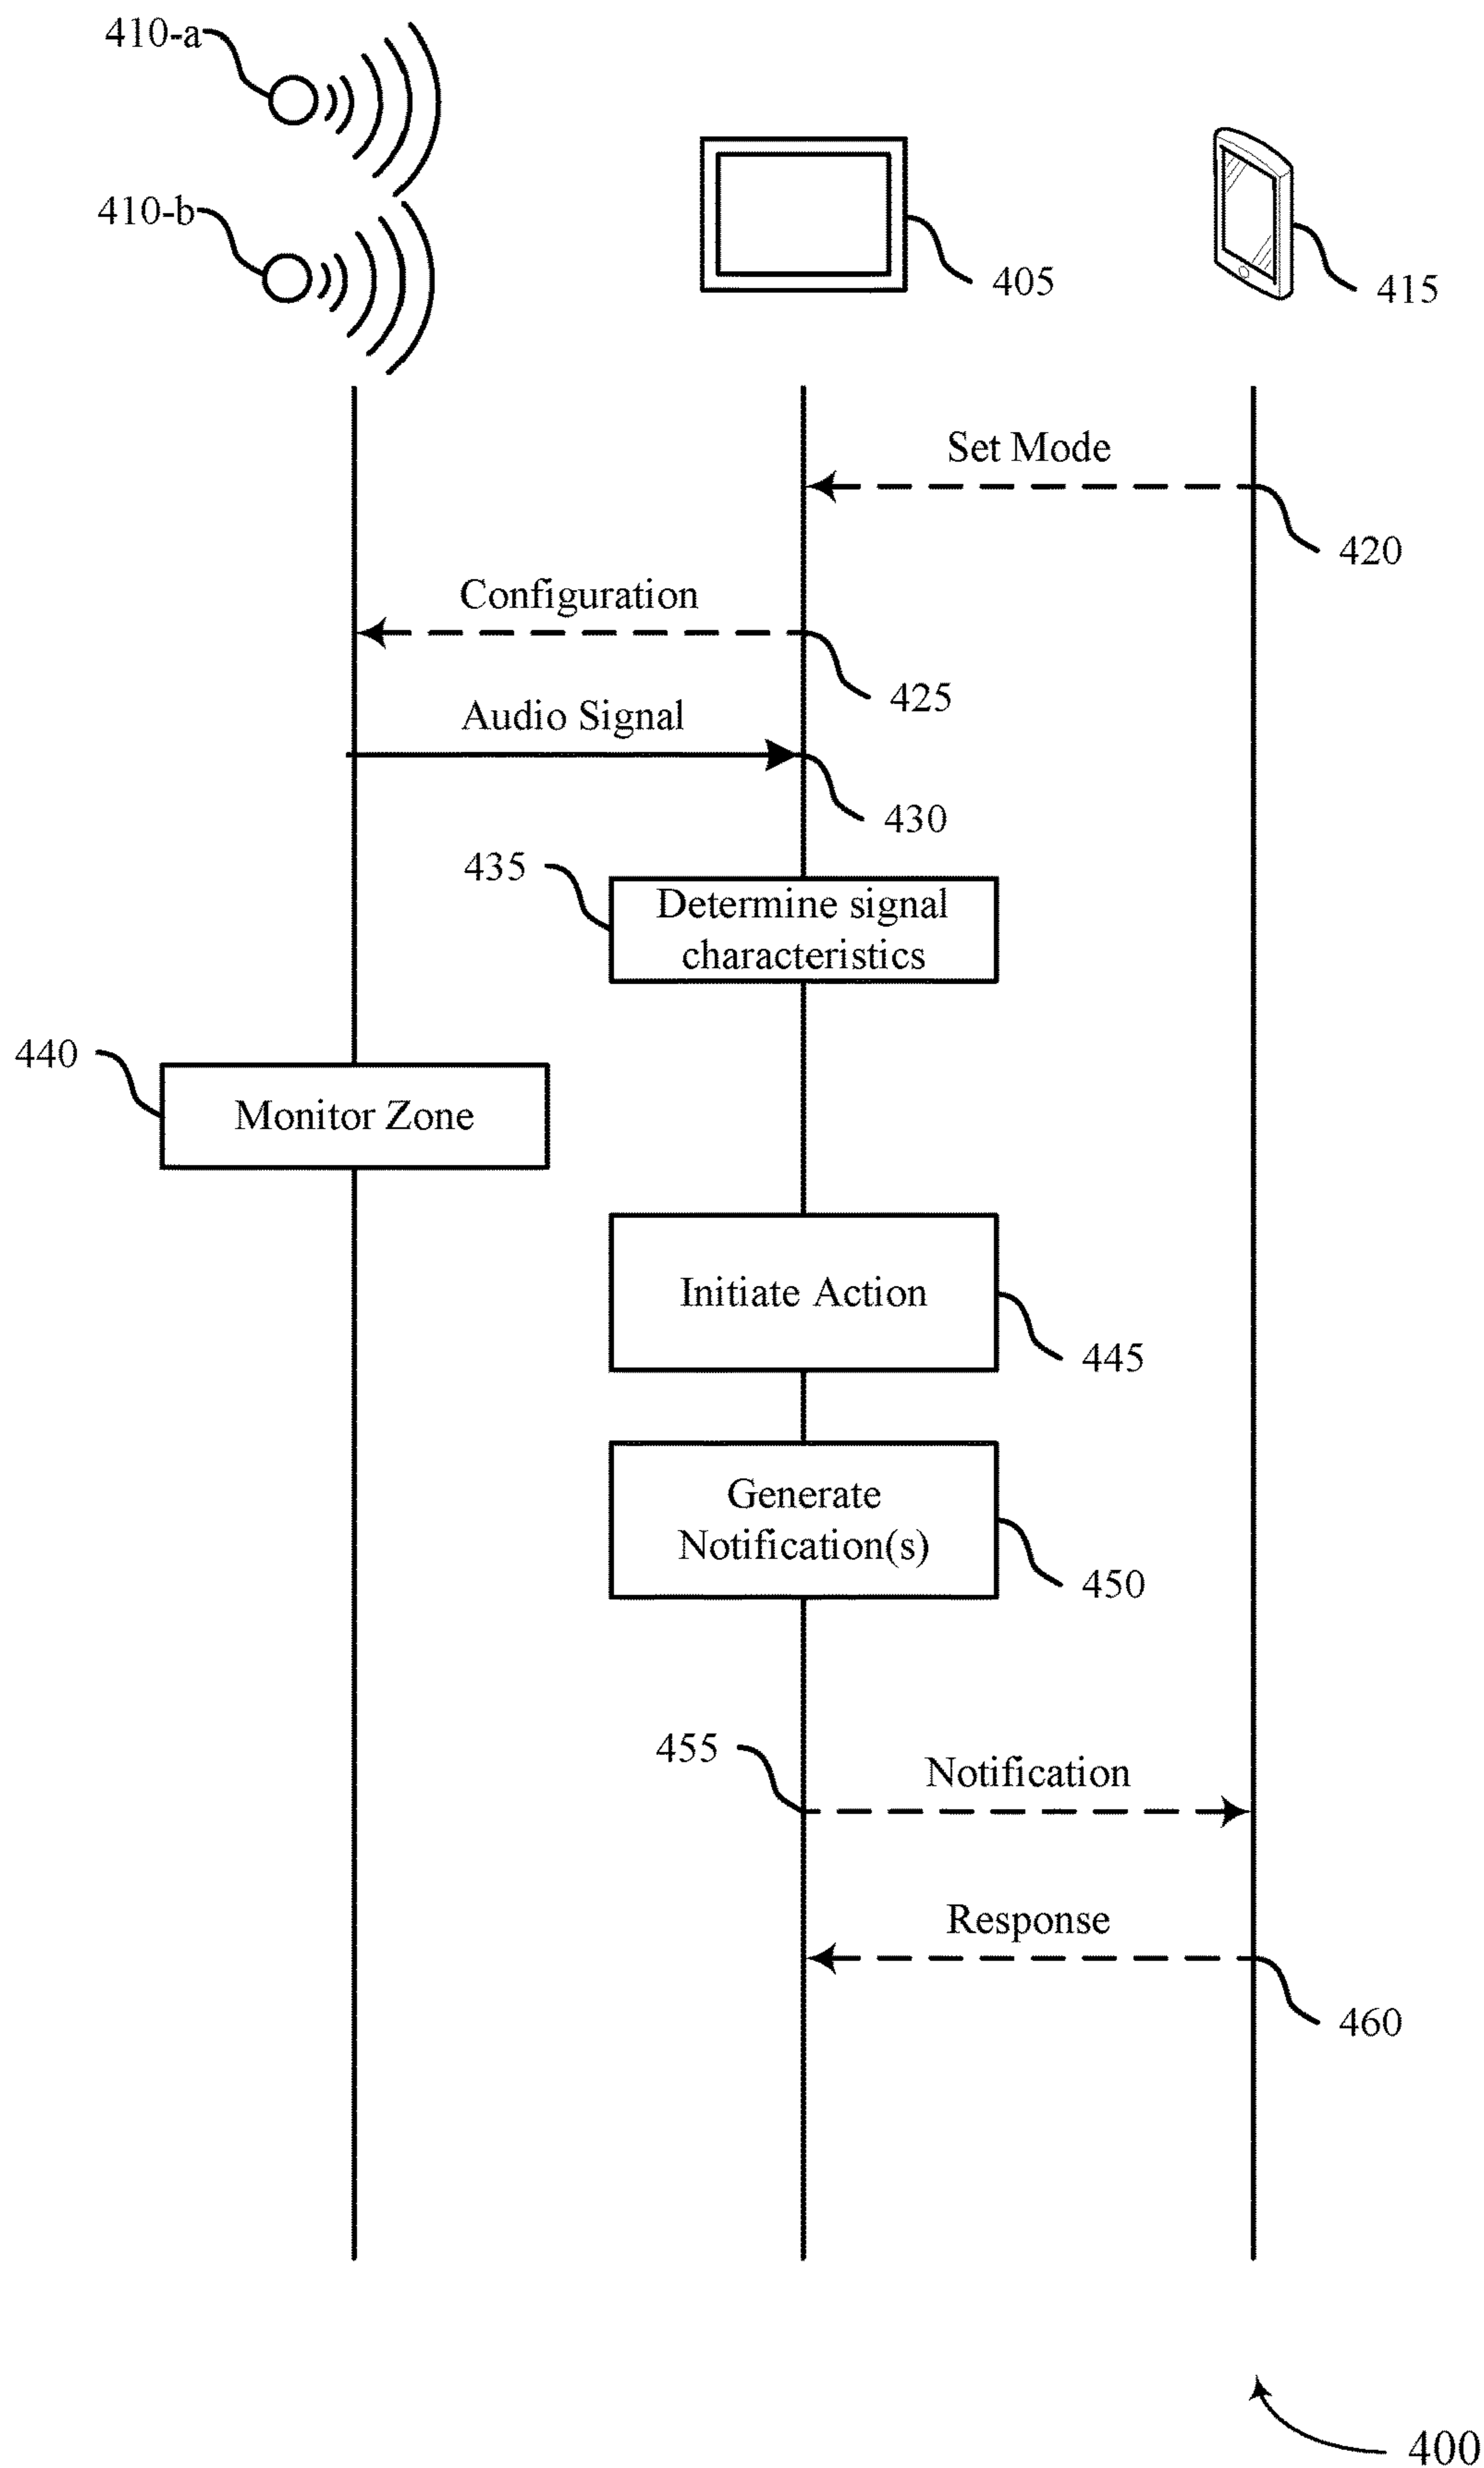 410-a
410-b
405
415
Set Mode
420
Configuration
425
Audio Signal
430
435
Determine signal
characteristics
440
Monitor Zone
Initiate Action
445
Generate
Notification(s)
450
455
Notification
Response
460
400